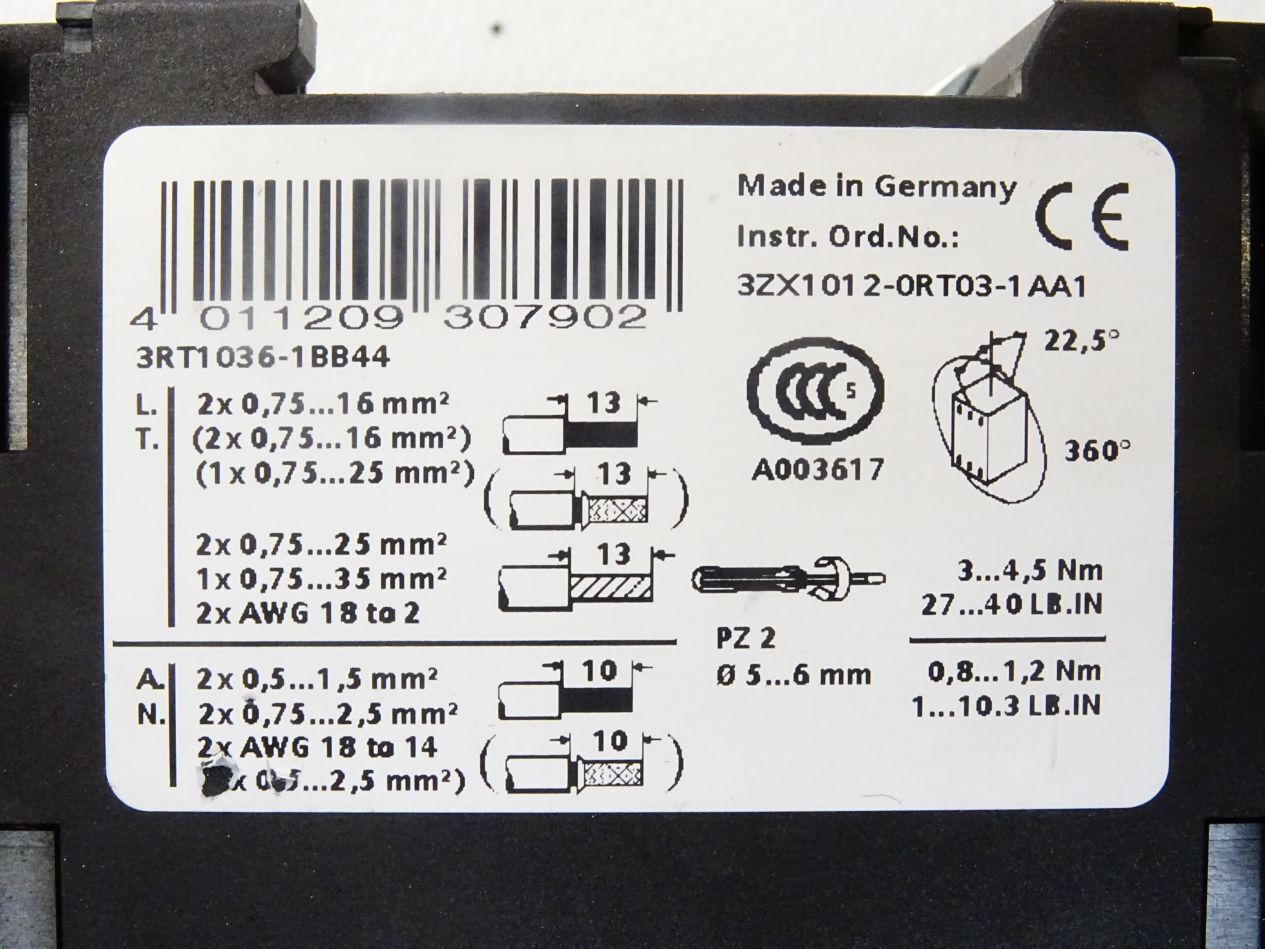 4 011209 307902
3RT1036-1BB44
Made in Germany
CE
Instr. Ord.No.:
3ZX1012-0RT03-1AA1
CCC S
A003617
22,5°
360°
L.
T.
2x 0,75...16 mm²
(2x 0,75...16 mm²)
(1x 0,75...25 mm²)
13
13
2x 0,75...25 mm²
1x 0,75...35 mm²
2x AWG 18 to 2
13
PZ 2
Ø 5...6 mm
3...4,5 Nm
27...40 LB.IN
0,8...1,2 Nm
1...10.3 LB.IN
A.
N.
2x 0,5...1,5 mm²
2x 0,75...2,5 mm²
2x AWG 18 to 14
x 0,5...2,5 mm²)
10
10